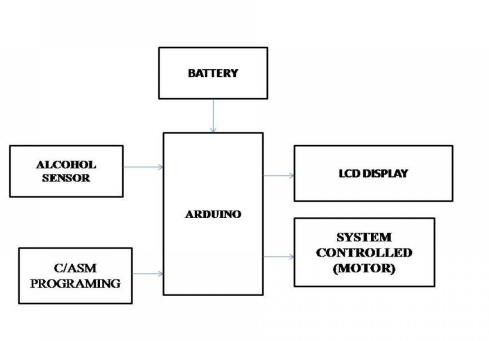 BATTERY
ALCOHOL
SENSOR
ARDUINO
LCD DISPLAY
C/ASM
PROGRAMING
SYSTEM
CONTROLLED
(MOTOR)